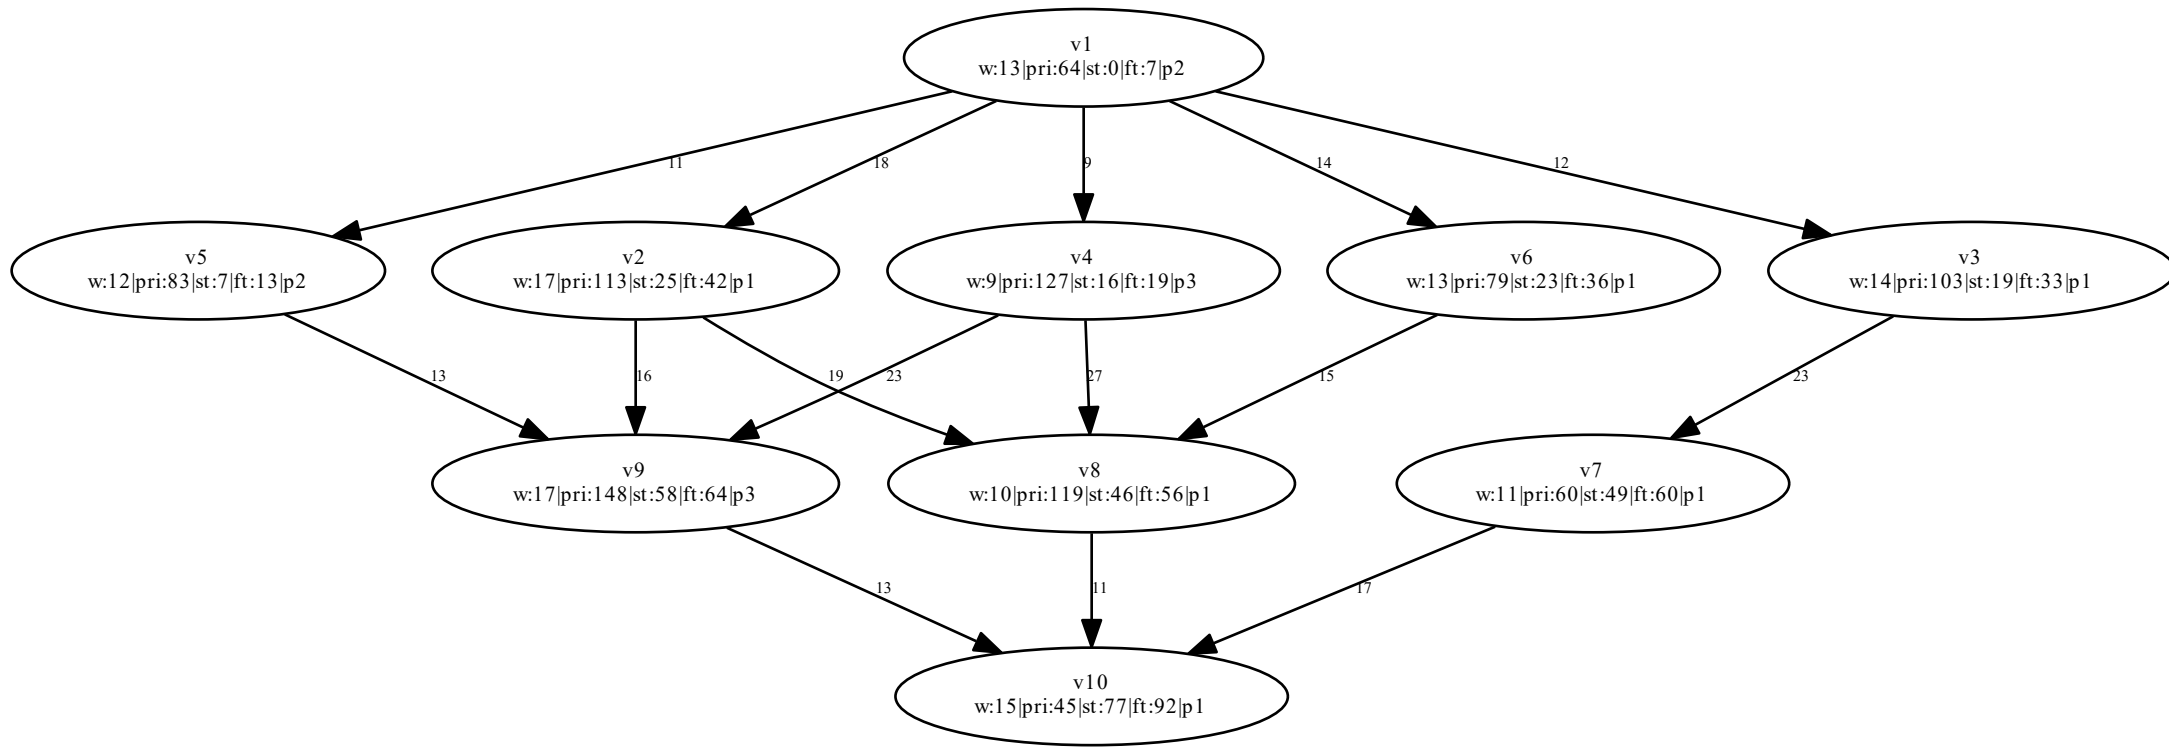 v1
w:13|pri:64|st:0|ft:7|p2
11
18
9
14
12
v5
w:12|pri:83|st:7|ft:13|p2
v2
w:17|pri:113|st:25|ft:42|p1
v4
w:9|pri:127|st:16|ft:19|p3
v6
w:13|pri:79|st:23|ft:36|p1
v3
w:14|pri:103|st:19|ft:33|p1
13
16
19
23
27
15
23
v9
w:17|pri:148|st:58|ft:64|p3
v8
w:10|pri:119|st:46|ft:56|p1
v7
w:11|pri:60|st:49|ft:60|p1
13
11
17
v10
w:15|pri:45|st:77|ft:92|p1